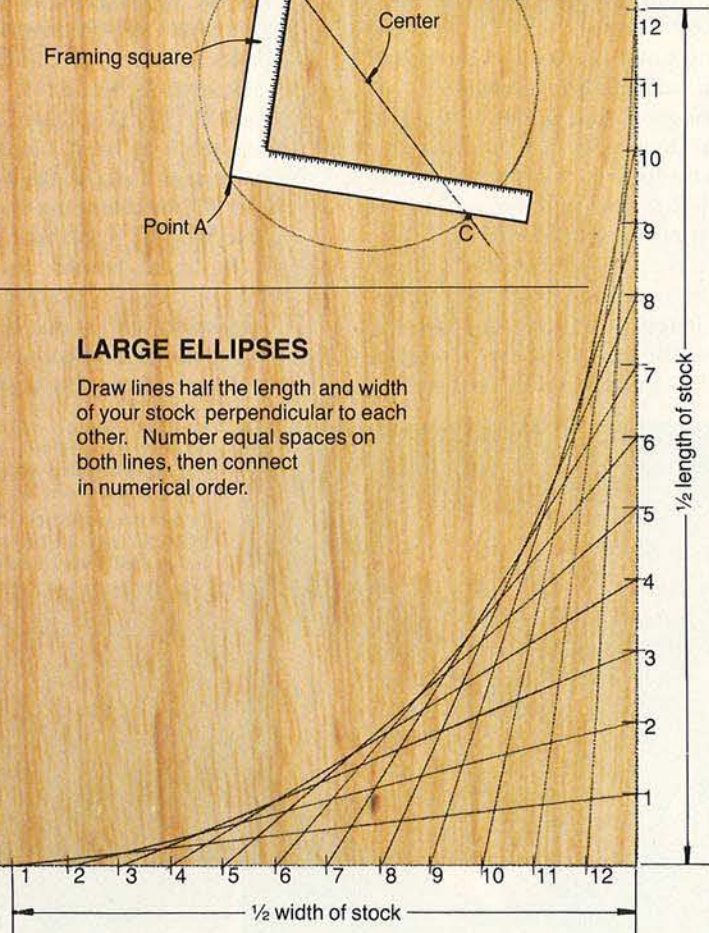 Center
Framing square
Point A
C
LARGE ELLIPSES
Draw lines half the length and width
of your stock perpendicular to each
other. Number equal spaces on
both lines, then connect
in numerical order.
12
11
10
9
8
7
6
5
4
3
2
1
½ length of stock
1 2 3 4 5 6 7 8 9 10 11 12
½ width of stock